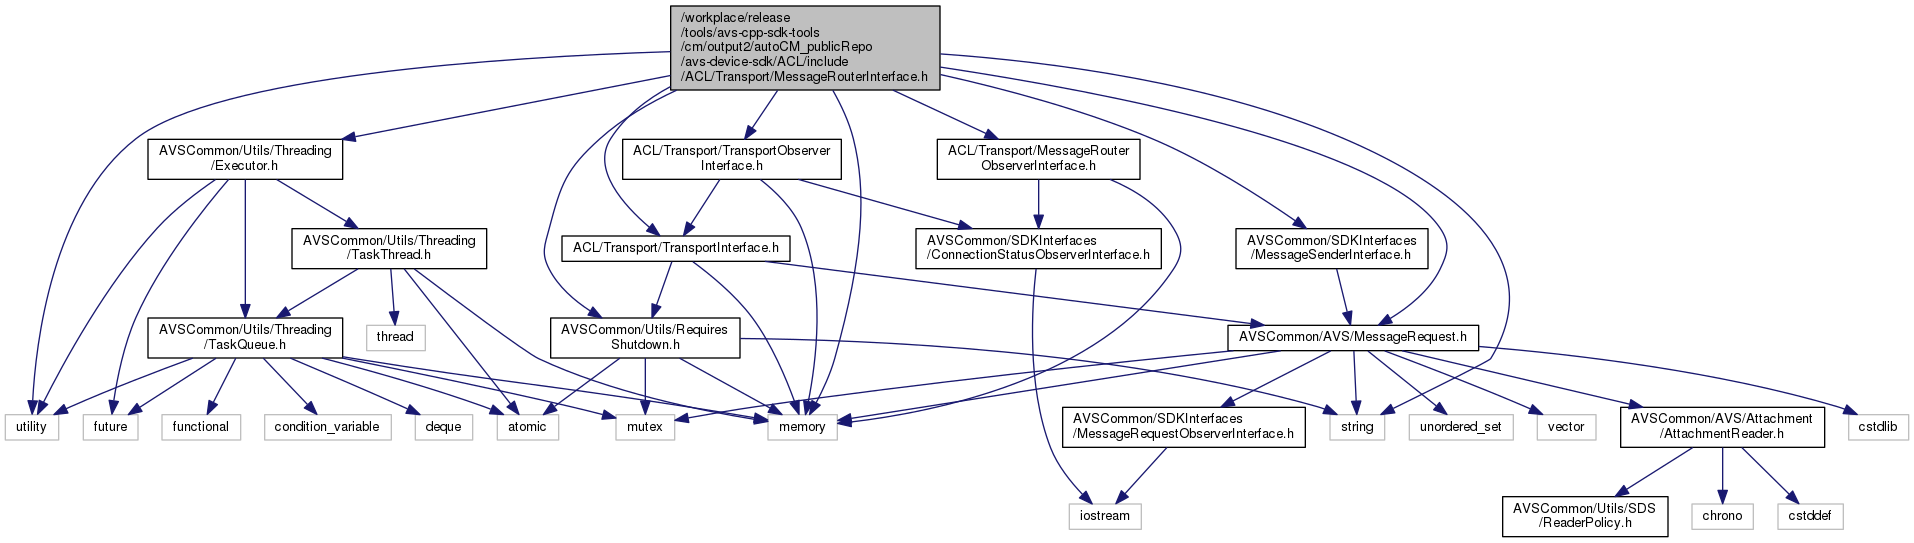 /workplace/release
/tools/avs-cpp-sdk-tools
/cm/output2/autoCM_publicRepo
/avs-device-sdk/ACL/include
/ACL/Transport/MessageRouterInterface.h
AVSCommon/Utils/Threading
/Executor.h
ACL/Transport/TransportObserver
Interface.h
ACL/Transport/MessageRouter
ObserverInterface.h
AVSCommon/Utils/Threading
/TaskThread.h
ACL/Transport/TransportInterface.h
AVSCommon/SDKInterfaces
/ConnectionStatusObserverInterface.h
AVSCommon/SDKInterfaces
/MessageSenderInterface.h
AVSCommon/Utils/Threading
/TaskQueue.h
thread
AVSCommon/Utils/Requires
Shutdown.h
AVSCommon/AVS/MessageRequest.h
utility
future
functional
condition_variable
deque
atomic
mutex
memory
AVSCommon/SDKInterfaces
/MessageRequestObserverInterface.h
string
unordered_set
vector
AVSCommon/AVS/Attachment
/AttachmentReader.h
cstdlib
iostream
AVSCommon/Utils/SDS
/ReaderPolicy.h
chrono
cstddef